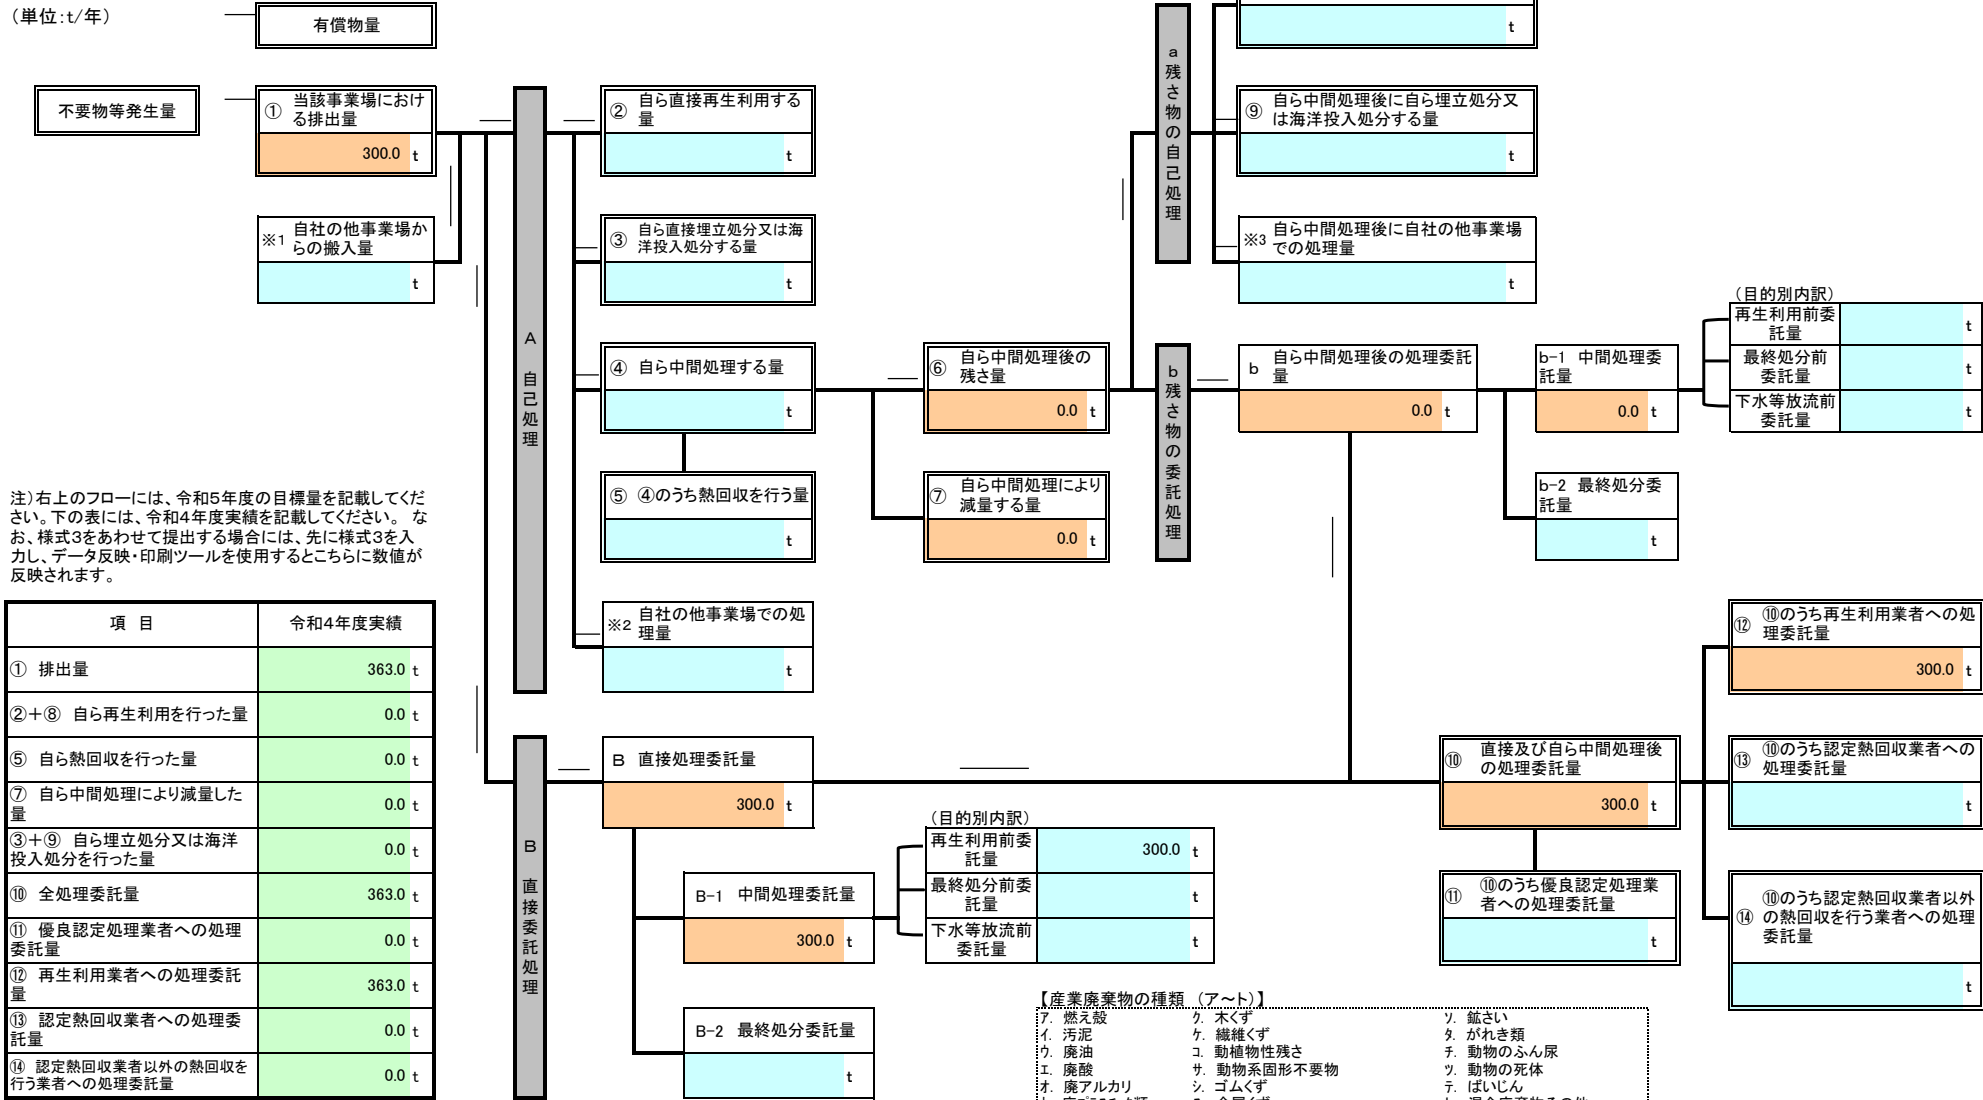 （単位:t/年）
有償物量
t
不要物等発生量
① 当該事業場におけ
る排出量
300.0 t
※1 自社の他事業場か
らの搬入量
t
A 自己処理
② 自ら直接再生利用する
量
t
③ 自ら直接埋立処分又は海
洋投入処分する量
t
④ 自ら中間処理する量
t
⑤ ④のうち熱回収を行う量
t
※2 自社の他事業場での処
理量
t
⑥ 自ら中間処理後の
残さ量
0.0 t
⑦ 自ら中間処理により
減量する量
0.0 t
a 残さ物の自己処理
⑨ 自ら中間処理後に自ら埋立処分又
は海洋投入処分する量
t
※3 自ら中間処理後に自社の他事業場
での処理量
t
b 残さ物の委託処理
b 自ら中間処理後の処理委託
量
0.0 t
b-1 中間処理委
託量
0.0 t
b-2 最終処分委
託量
t
（目的別内訳）
再生利用前委
託量
t
最終処分前
委託量
t
下水等放流前
委託量
t
注）右上のフローには、令和5年度の目標量を記載してくだ
さい。下の表には、令和4年度実績を記載してください。 な
お、様式3をあわせて提出する場合には、先に様式3を入
力し、データ反映・印刷ツールを使用するとこちらに数値が
反映されます。
項 目 令和4年度実績
① 排出量 363.0 t
②＋⑧ 自ら再生利用を行った量 0.0 t
⑤ 自ら熱回収を行った量 0.0 t
⑦ 自ら中間処理により減量した
量 0.0 t
③＋⑨ 自ら埋立処分又は海洋
投入処分を行った量 0.0 t
⑩ 全処理委託量 363.0 t
⑪ 優良認定処理業者への処理
委託量 0.0 t
⑫ 再生利用業者への処理委託
量 363.0 t
⑬ 認定熱回収業者への処理委
託量 0.0 t
⑭ 認定熱回収業者以外の熱回収を
行う業者への処理委託量 0.0 t
B 直接委託処理
B 直接処理委託量
300.0 t
B-1 中間処理委託量
300.0 t
B-2 最終処分委託量
t
（目的別内訳）
再生利用前委
託量
300.0 t
最終処分前委
託量
t
下水等放流前
委託量
t
⑩ 直接及び自ら中間処理後
の処理委託量
300.0 t
⑪ ⑩のうち優良認定処理業
者への処理委託量
t
⑫ ⑩のうち再生利用業者への処
理委託量
300.0 t
⑬ ⑩のうち認定熱回収業者への
処理委託量
t
⑭ ⑩のうち認定熱回収業者以外
の熱回収を行う業者への処理
委託量
t
【産業廃棄物の種類 （ア～ト）】
ア. 燃え殻 ク. 木くず ソ. 鉱さい
イ. 汚泥 ケ. 繊維くず タ. がれき類
ウ. 廃油 コ. 動植物性残さ チ. 動物のふん尿
エ. 廃酸 サ. 動物系固形不要物 ツ. 動物の死体
オ. 廃アルカリ シ. ゴムくず テ. ばいじん